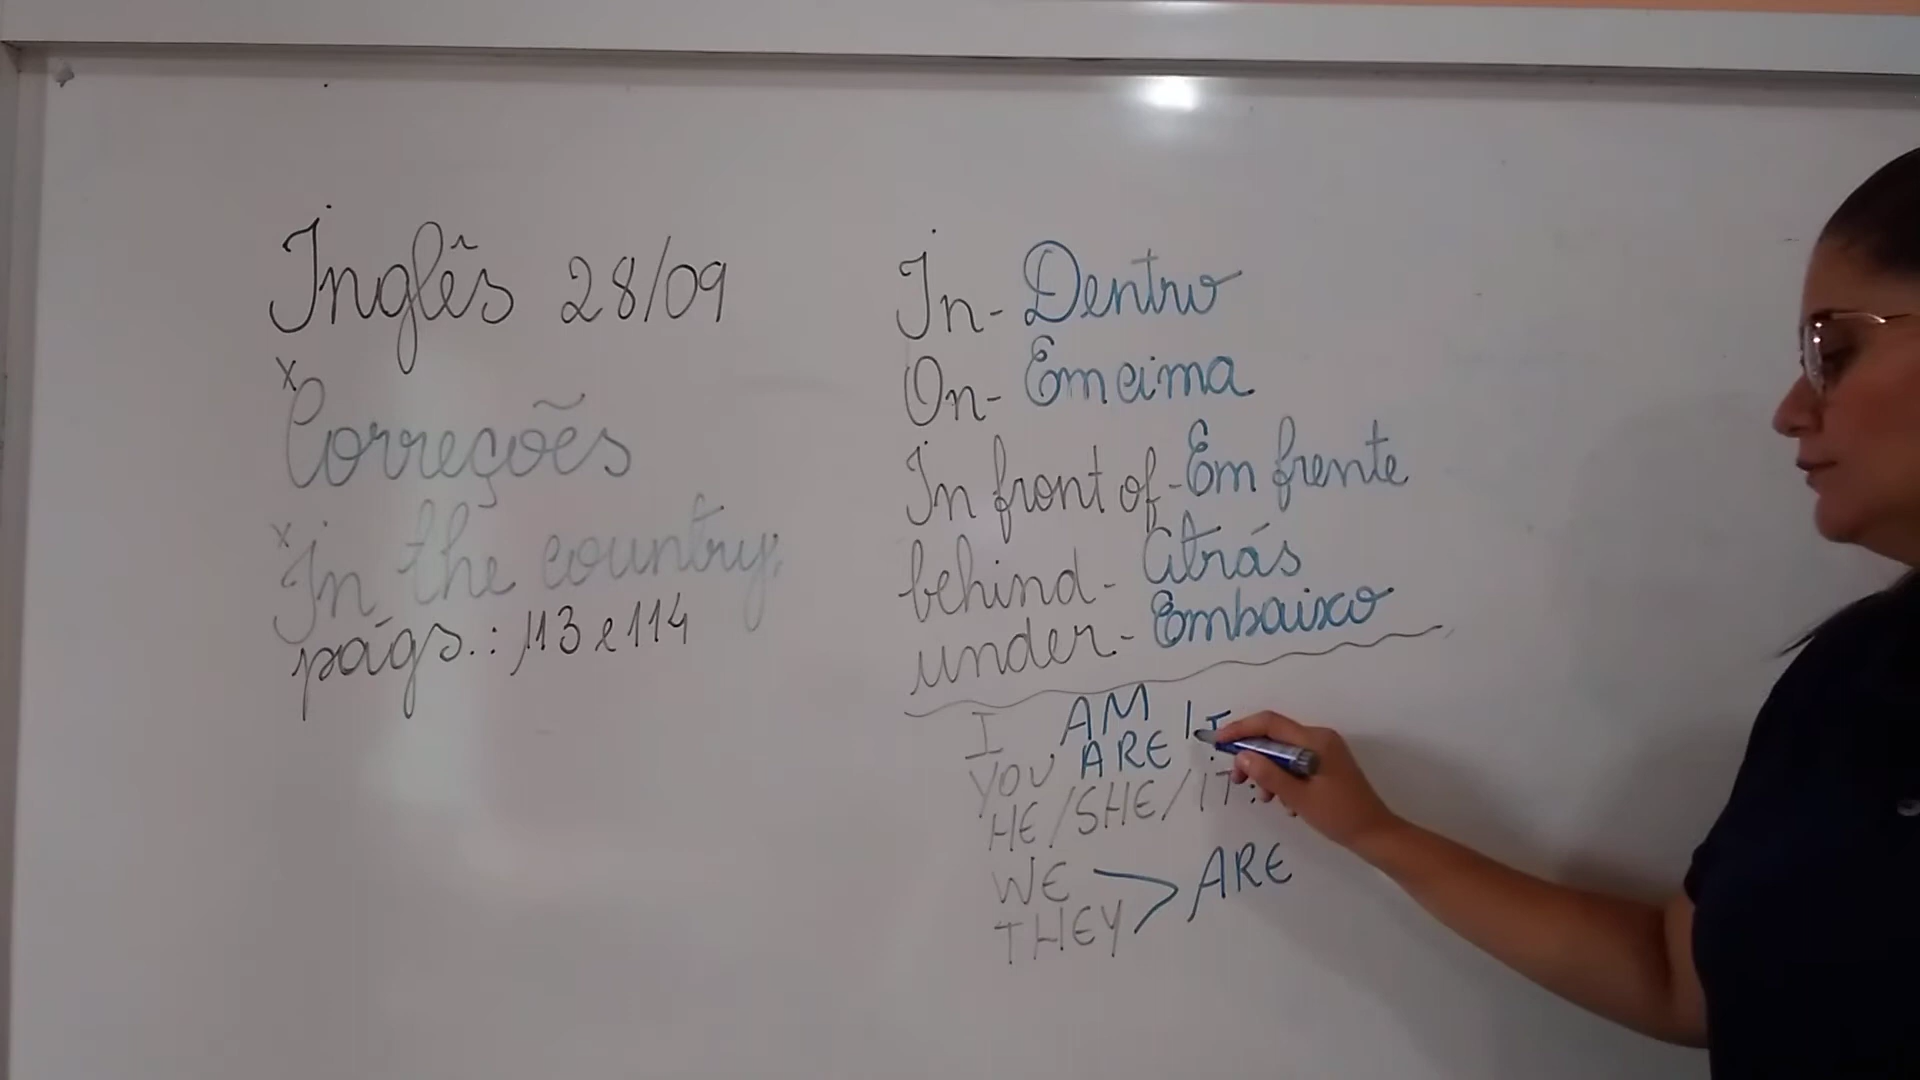 Inglês 28/09
x Correções
x In the country;
págs.: 113 e 114
In - Dentro
On - Em cima
In front of - Em frente
behind - Atrás
under - Embaixo
I AM
YOU ARE
HE/SHE/IT:
WE
THEY > ARE